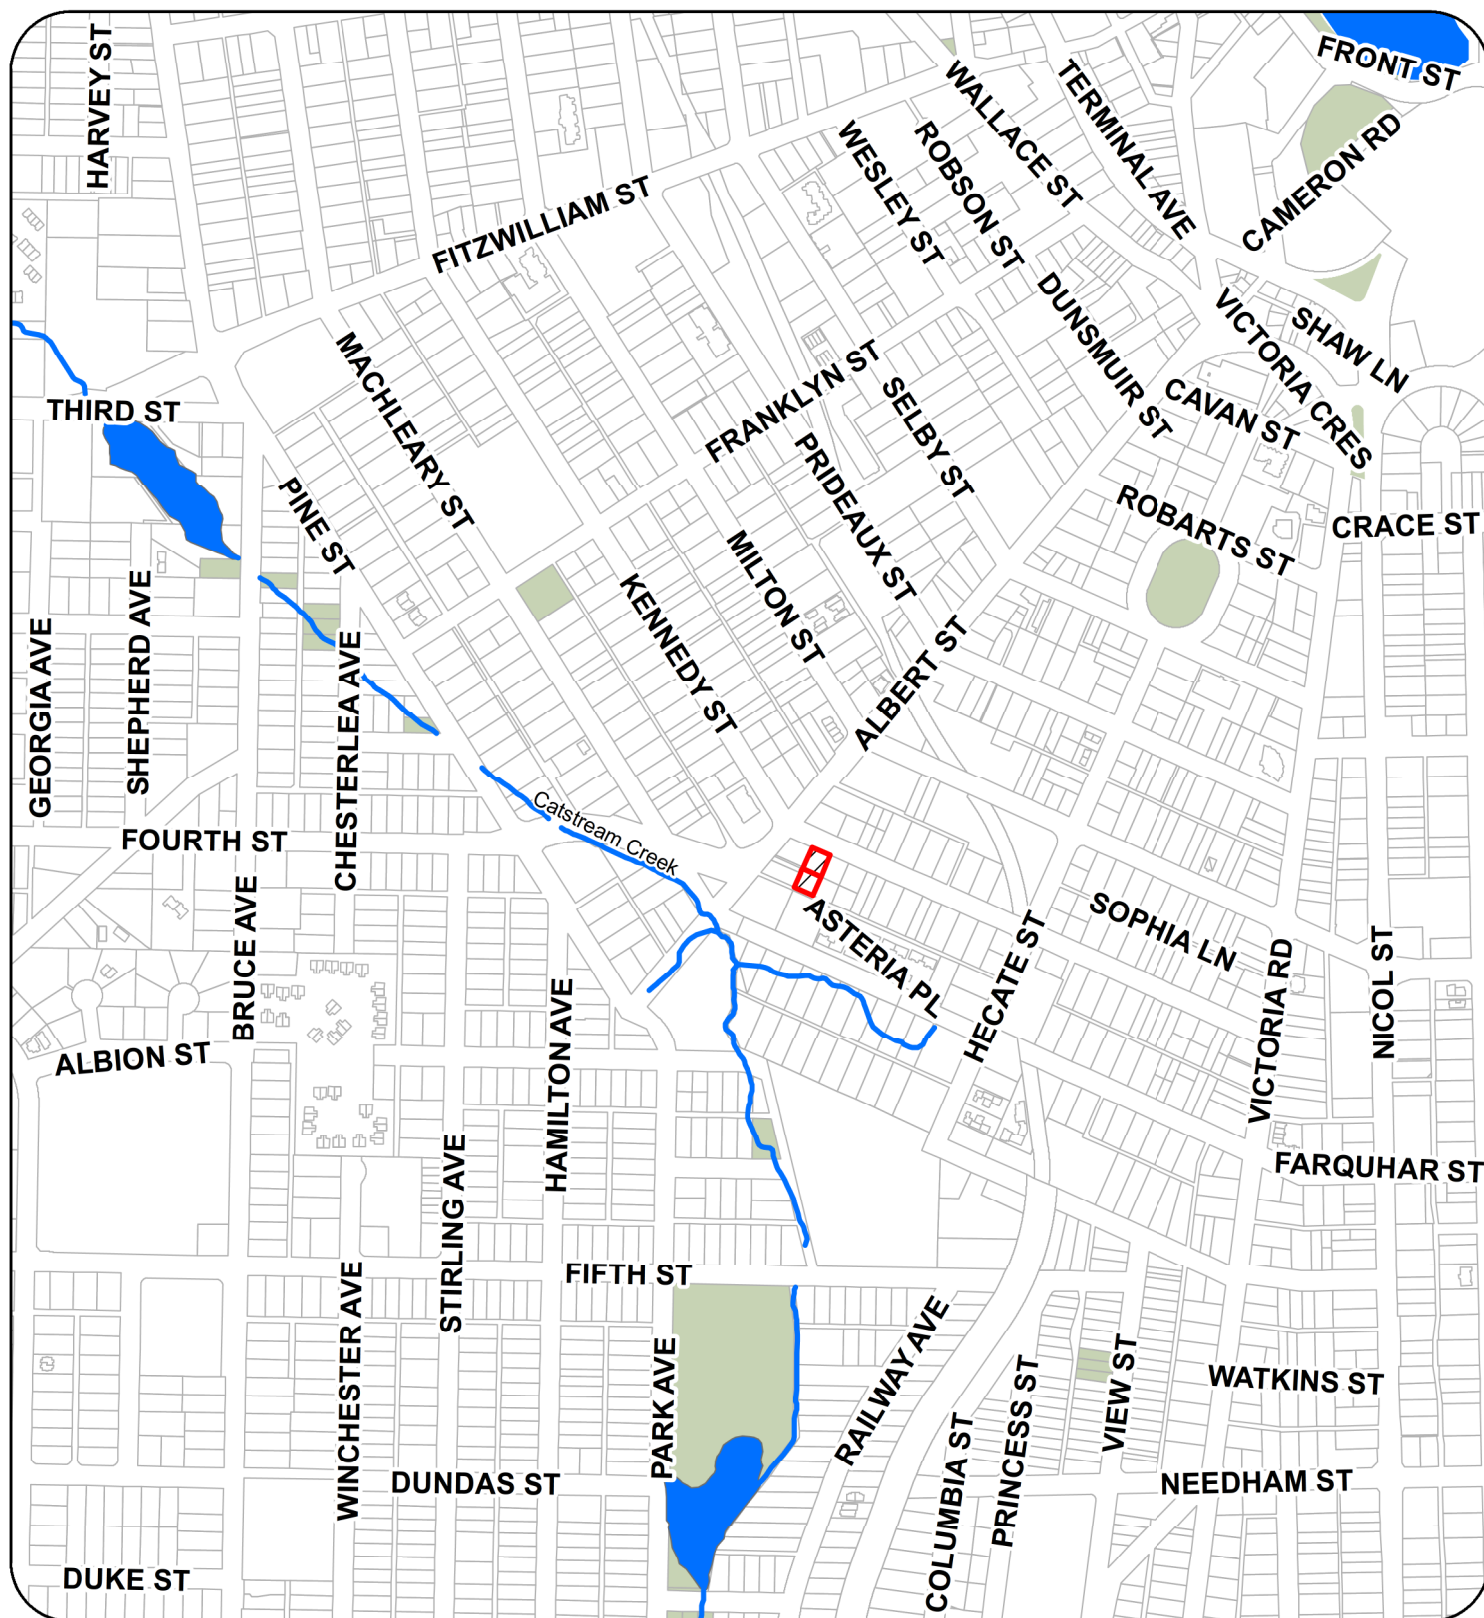 HARVEY ST
FRONT ST
WALLACE ST
TERMINAL AVE
CAMERON RD
WESLEY ST
ROBSON ST
FITZWILLIAM ST
DUNSMUIR ST
VICTORIA CRES
SHAW LN
MACHLEARY ST
FRANKLYN ST
SELBY ST
CAVAN ST
THIRD ST
PINE ST
PRIDEAUX ST
ROBARTS ST
CRACE ST
MILTON ST
KENNEDY ST
SHEPHERD AVE
GEORGIA AVE
CHESTERLEA AVE
ALBERT ST
Catstream Creek
FOURTH ST
BRUCE AVE
ASTERIA PL
SOPHIA LN
HECATE ST
VICTORIA RD
NICOL ST
ALBION ST
HAMILTON AVE
STIRLING AVE
FARQUHAR ST
FIFTH ST
WINCHESTER AVE
PARK AVE
RAILWAY AVE
PRINCESS ST
VIEW ST
WATKINS ST
COLUMBIA ST
DUNDAS ST
NEEDHAM ST
DUKE ST